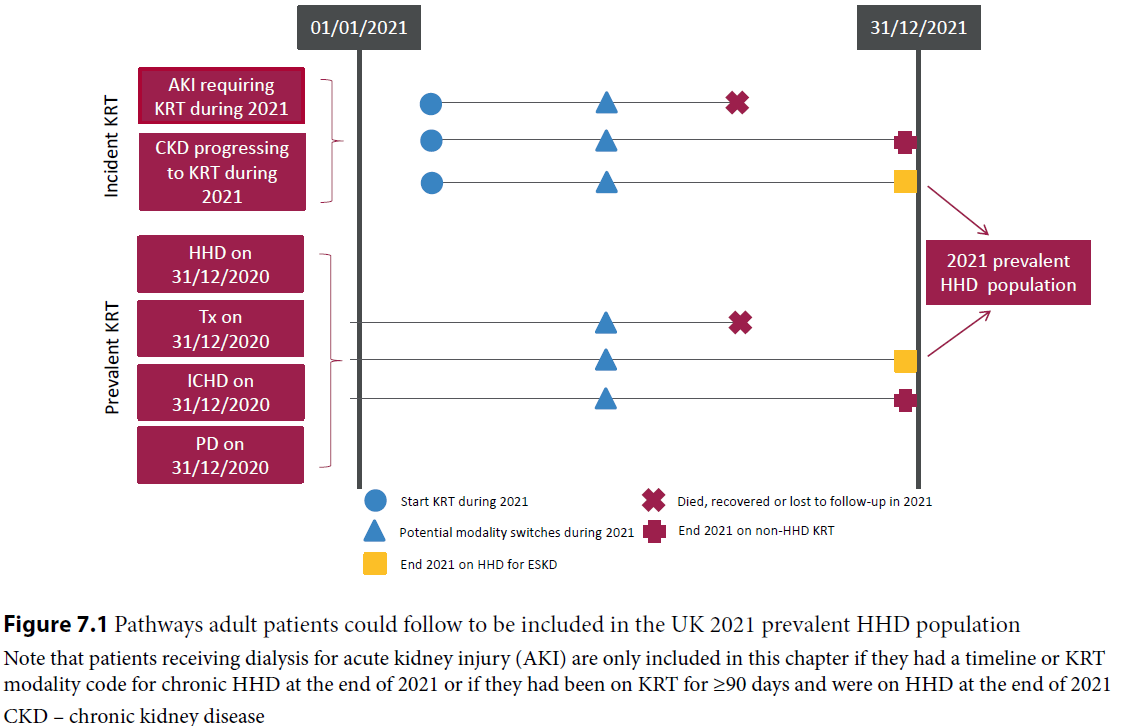 01/01/2021
31/12/2021
Incident KRT
AKI requiring
KRT during 2021
CKD progressing
to KRT during
2021
Prevalent KRT
HHD on
31/12/2020
Tx on
31/12/2020
ICHD on
31/12/2020
PD on
31/12/2020
2021 prevalent
HHD population
Start KRT during 2021
Died, recovered or lost to follow-up in 2021
Potential modality switches during 2021
End 2021 on non-HHD KRT
End 2021 on HHD for ESKD
Figure 7.1 Pathways adult patients could follow to be included in the UK 2021 prevalent HHD population
Note that patients receiving dialysis for acute kidney injury (AKI) are only included in this chapter if they had a timeline or KRT
modality code for chronic HHD at the end of 2021 or if they had been on KRT for ≥90 days and were on HHD at the end of 2021
CKD – chronic kidney disease